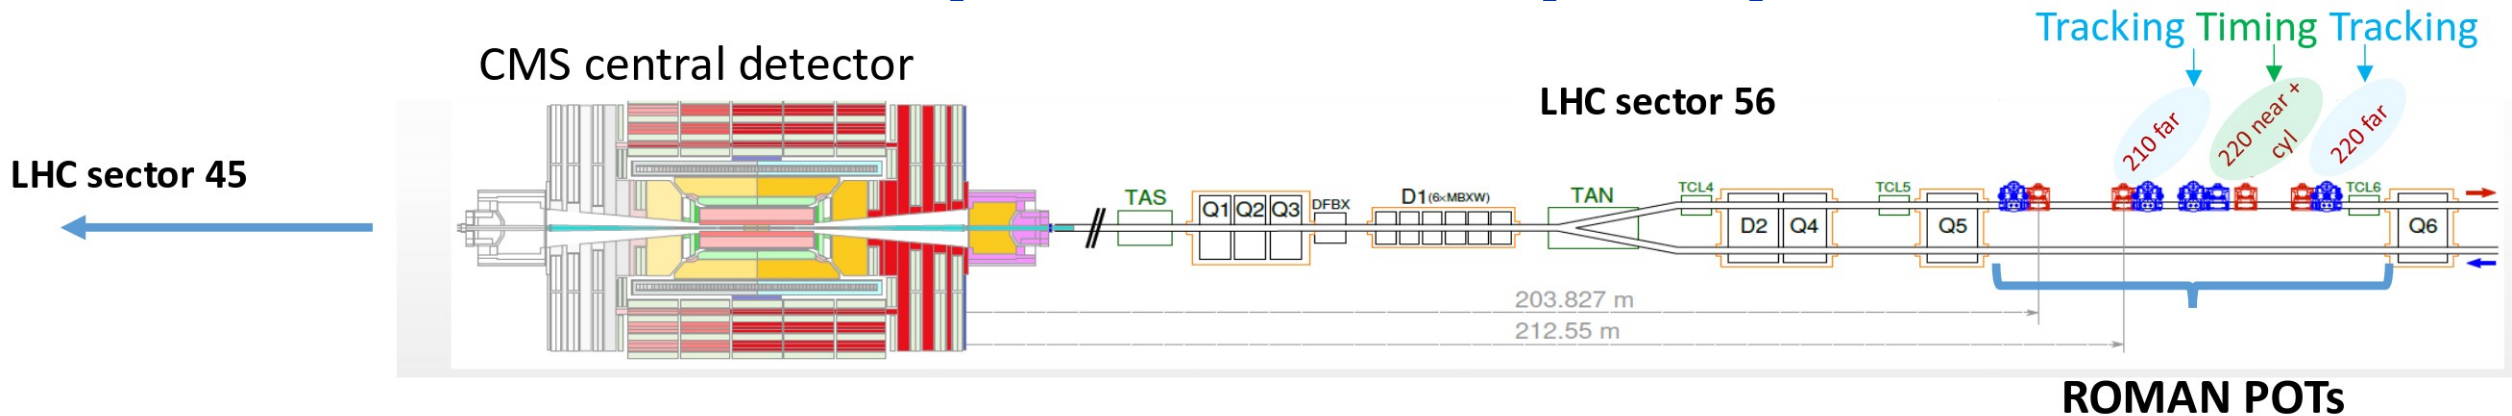 Tracking Timing Tracking
CMS central detector
LHC sector 56
210 far
220 near +
cyl
220 far
LHC sector 45
TAS
Q1 Q2 Q3 DFBX
D1(6×MBXW)
TAN
TCL4
D2 Q4
TCL5
Q5
TCL6
Q6
203.827 m
212.55 m
ROMAN POTs